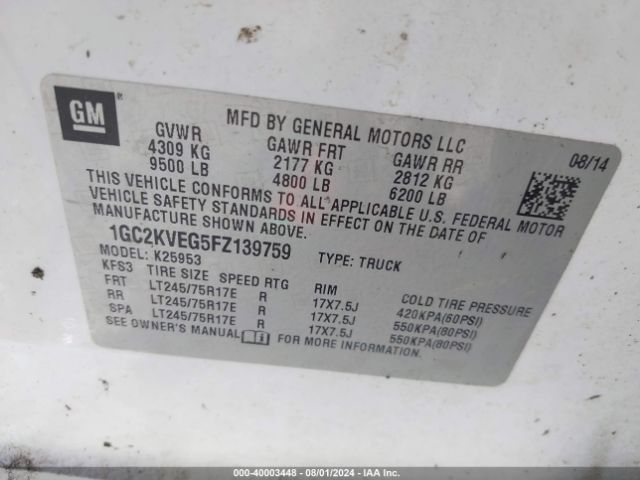 GM®
MFD BY GENERAL MOTORS LLC
08/14
GVWR GAWR FRT GAWR RR
4309 KG 2177 KG 2812 KG
9500 LB 4800 LB 6200 LB
THIS VEHICLE CONFORMS TO ALL APPLICABLE U.S. FEDERAL MOTOR
VEHICLE SAFETY STANDARDS IN EFFECT ON THE DATE OF
MANUFACTURE SHOWN ABOVE.
1GC2KVEG5FZ139759
MODEL: K25953 TYPE: TRUCK
KFS3 TIRE SIZE SPEED RTG RIM COLD TIRE PRESSURE
FRT LT245/75R17E R 17X7.5J 420KPA(60PSI)
RR LT245/75R17E R 17X7.5J 550KPA(80PSI)
SPA LT245/75R17E R 17X7.5J 550KPA(80PSI)
SEE OWNER'S MANUAL FOR MORE INFORMATION.
000-40003448 - 08/01/2024 - IAA, Inc.